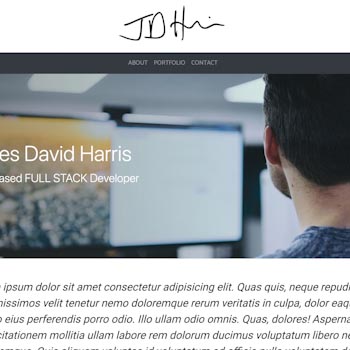 JD H
ABOUT PORTFOLIO CONTACT
es David Harris
ased FULL STACK Developer
ipsum dolor sit amet consectetur adipisicing elit. Quas quis, neque repud
nissimos velit tenetur nemo doloremque rerum veritatis in culpa, dolor eaq
o eius perferendis porro odio. Illo ullam odio omnis. Quas, dolores! Asperna
citationem mollitia ullam labore rem dolorum ducimus voluptatum libero ne